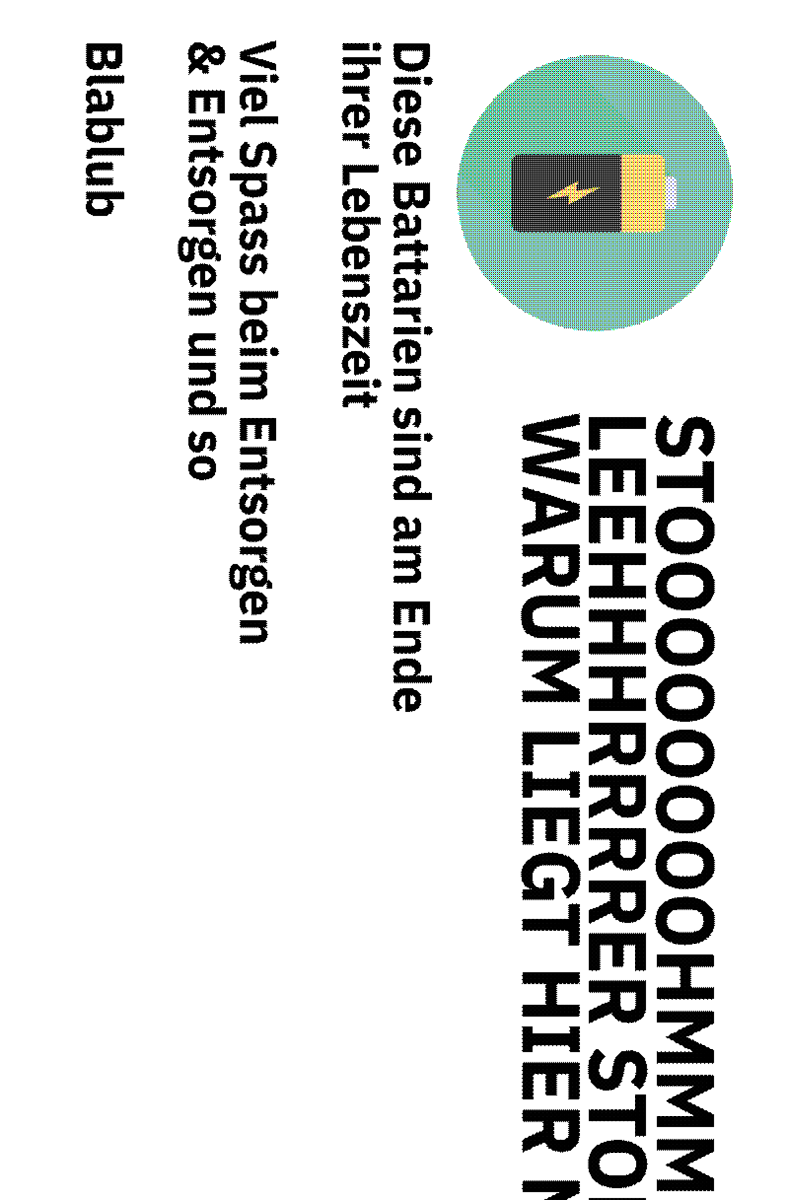 STOOOOOOOOHMMM
LEEHHHRRRRER STO
WARUM LIEGT HIER
Diese Battarien sind am Ende
ihrer Lebenszeit
Viel Spass beim Entsorgen
& Entsorgen und so
Blablub